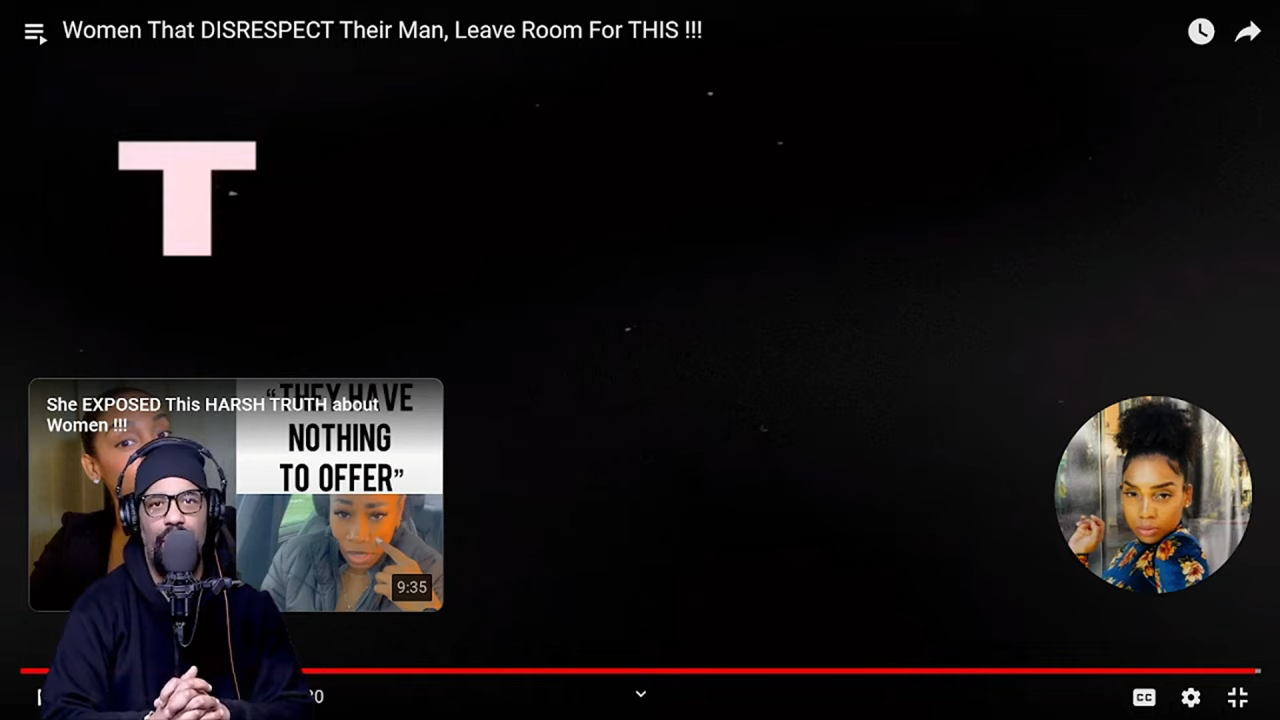 Women That DISRESPECT Their Man, Leave Room For THIS !!!
T
She EXPOSED This HARSH TRUTH about
Women !!!
“THEY HAVE
NOTHING
TO OFFER”
9:35
CC